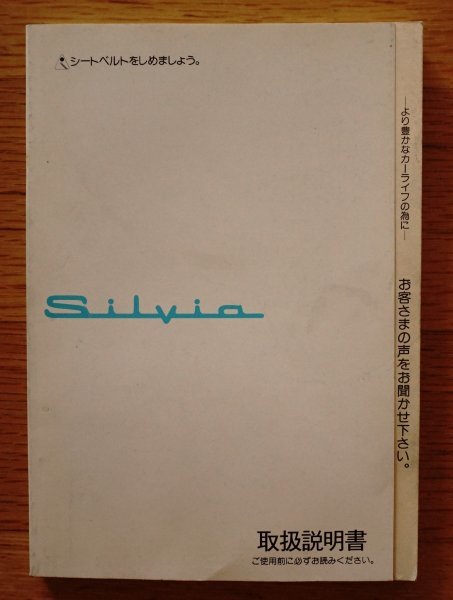 シートベルトをしめましょう。
Silvia
取扱説明書
ご使用前に必ずお読みください。
―より豊かなカーライフの為に―
お客さまの声をお聞かせ下さい。